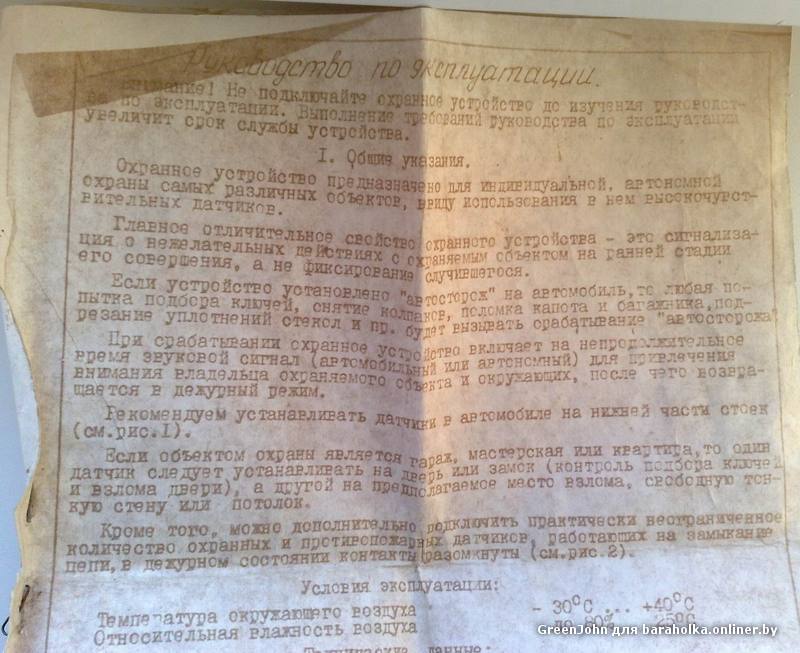 Руководство по эксплуатации.
Внимание! Не подключайте охранное устройство до изучения руководст-
ва по эксплуатации. Выполнение требований руководства по эксплуатации
увеличит срок службы устройства.
I. Общие указания.
Охранное устройство предназначено для индивидуальной, автономной
охраны самых различных объектов, ввиду использования в нем высокочувст-
вительных датчиков.
Главное отличительное свойство охранного устройства - это сигнализа-
ция о нежелательных действиях с охраняемым объектом на ранней стадии
его совершения, а не фиксирование случившегося.
Если устройство установлено "автосторож" на автомобиль,то любая по-
пытка подбора ключей, снятие колпаков, поломка капота и багажника,под-
резание уплотнений стекол и пр. будет вызывать срабатывание "автосторожа"
При срабатывании охранное устройство включает на непродолжительное
время звуковой сигнал (автомобильный или автономный) для привлечения
внимания владельца охраняемого объекта и окружающих, после чего возвра-
щается в дежурный режим.
Рекомендуем устанавливать датчики в автомобиле на нижней части стоек
(см.рис.I).
Если объектом охраны является гараж, мастерская или квартира,то один
датчик следует устанавливать на дверь или замок (контроль подбора ключей
и взлома двери), а другой на предполагаемое место взлома, свободную тон-
кую стену или потолок.
Кроме того, можно дополнительно подключить практически неограниченное
количество охранных и противопожарных датчиков, работающих на замыкание
цепи,в дежурном состоянии контакты разомкнуты (см.рис.2).
Условия эксплуатации:
Температура окружающего воздуха - 30°С ... +40°С
Относительная влажность воздуха до 80% 25°С
Технические данные:
GreenJohn для baraholka.onliner.by